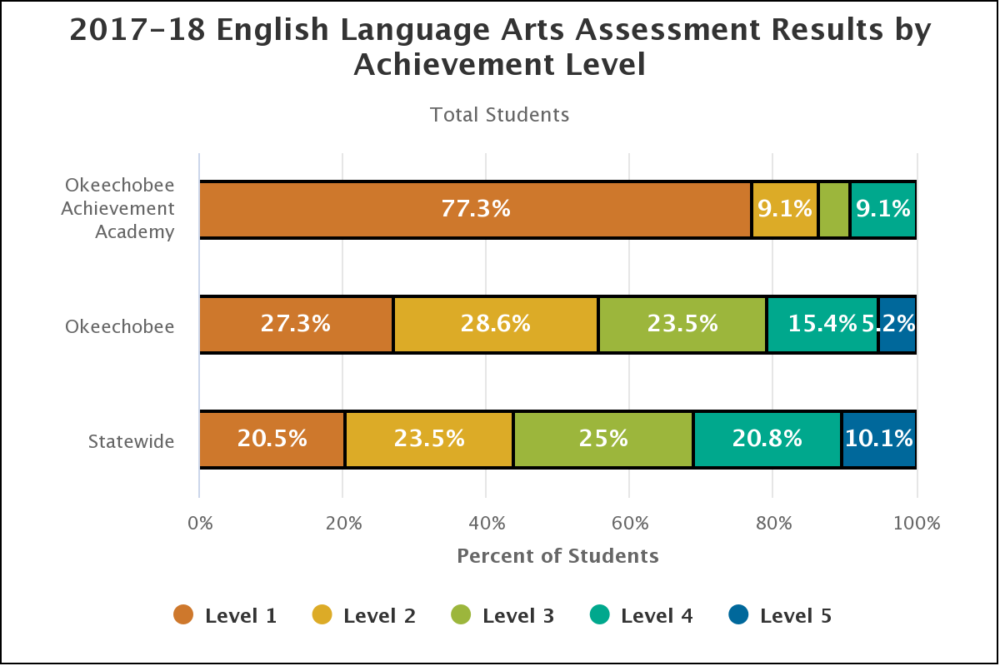 2017-18 English Language Arts Assessment Results by
Achievement Level
Total Students
Okeechobee
Achievement
Academy
77.3% 9.1% 9.1%
Okeechobee
27.3% 28.6% 23.5% 15.4% 5.2%
Statewide
20.5% 23.5% 25% 20.8% 10.1%
0% 20% 40% 60% 80% 100%
Percent of Students
Level 1 Level 2 Level 3 Level 4 Level 5